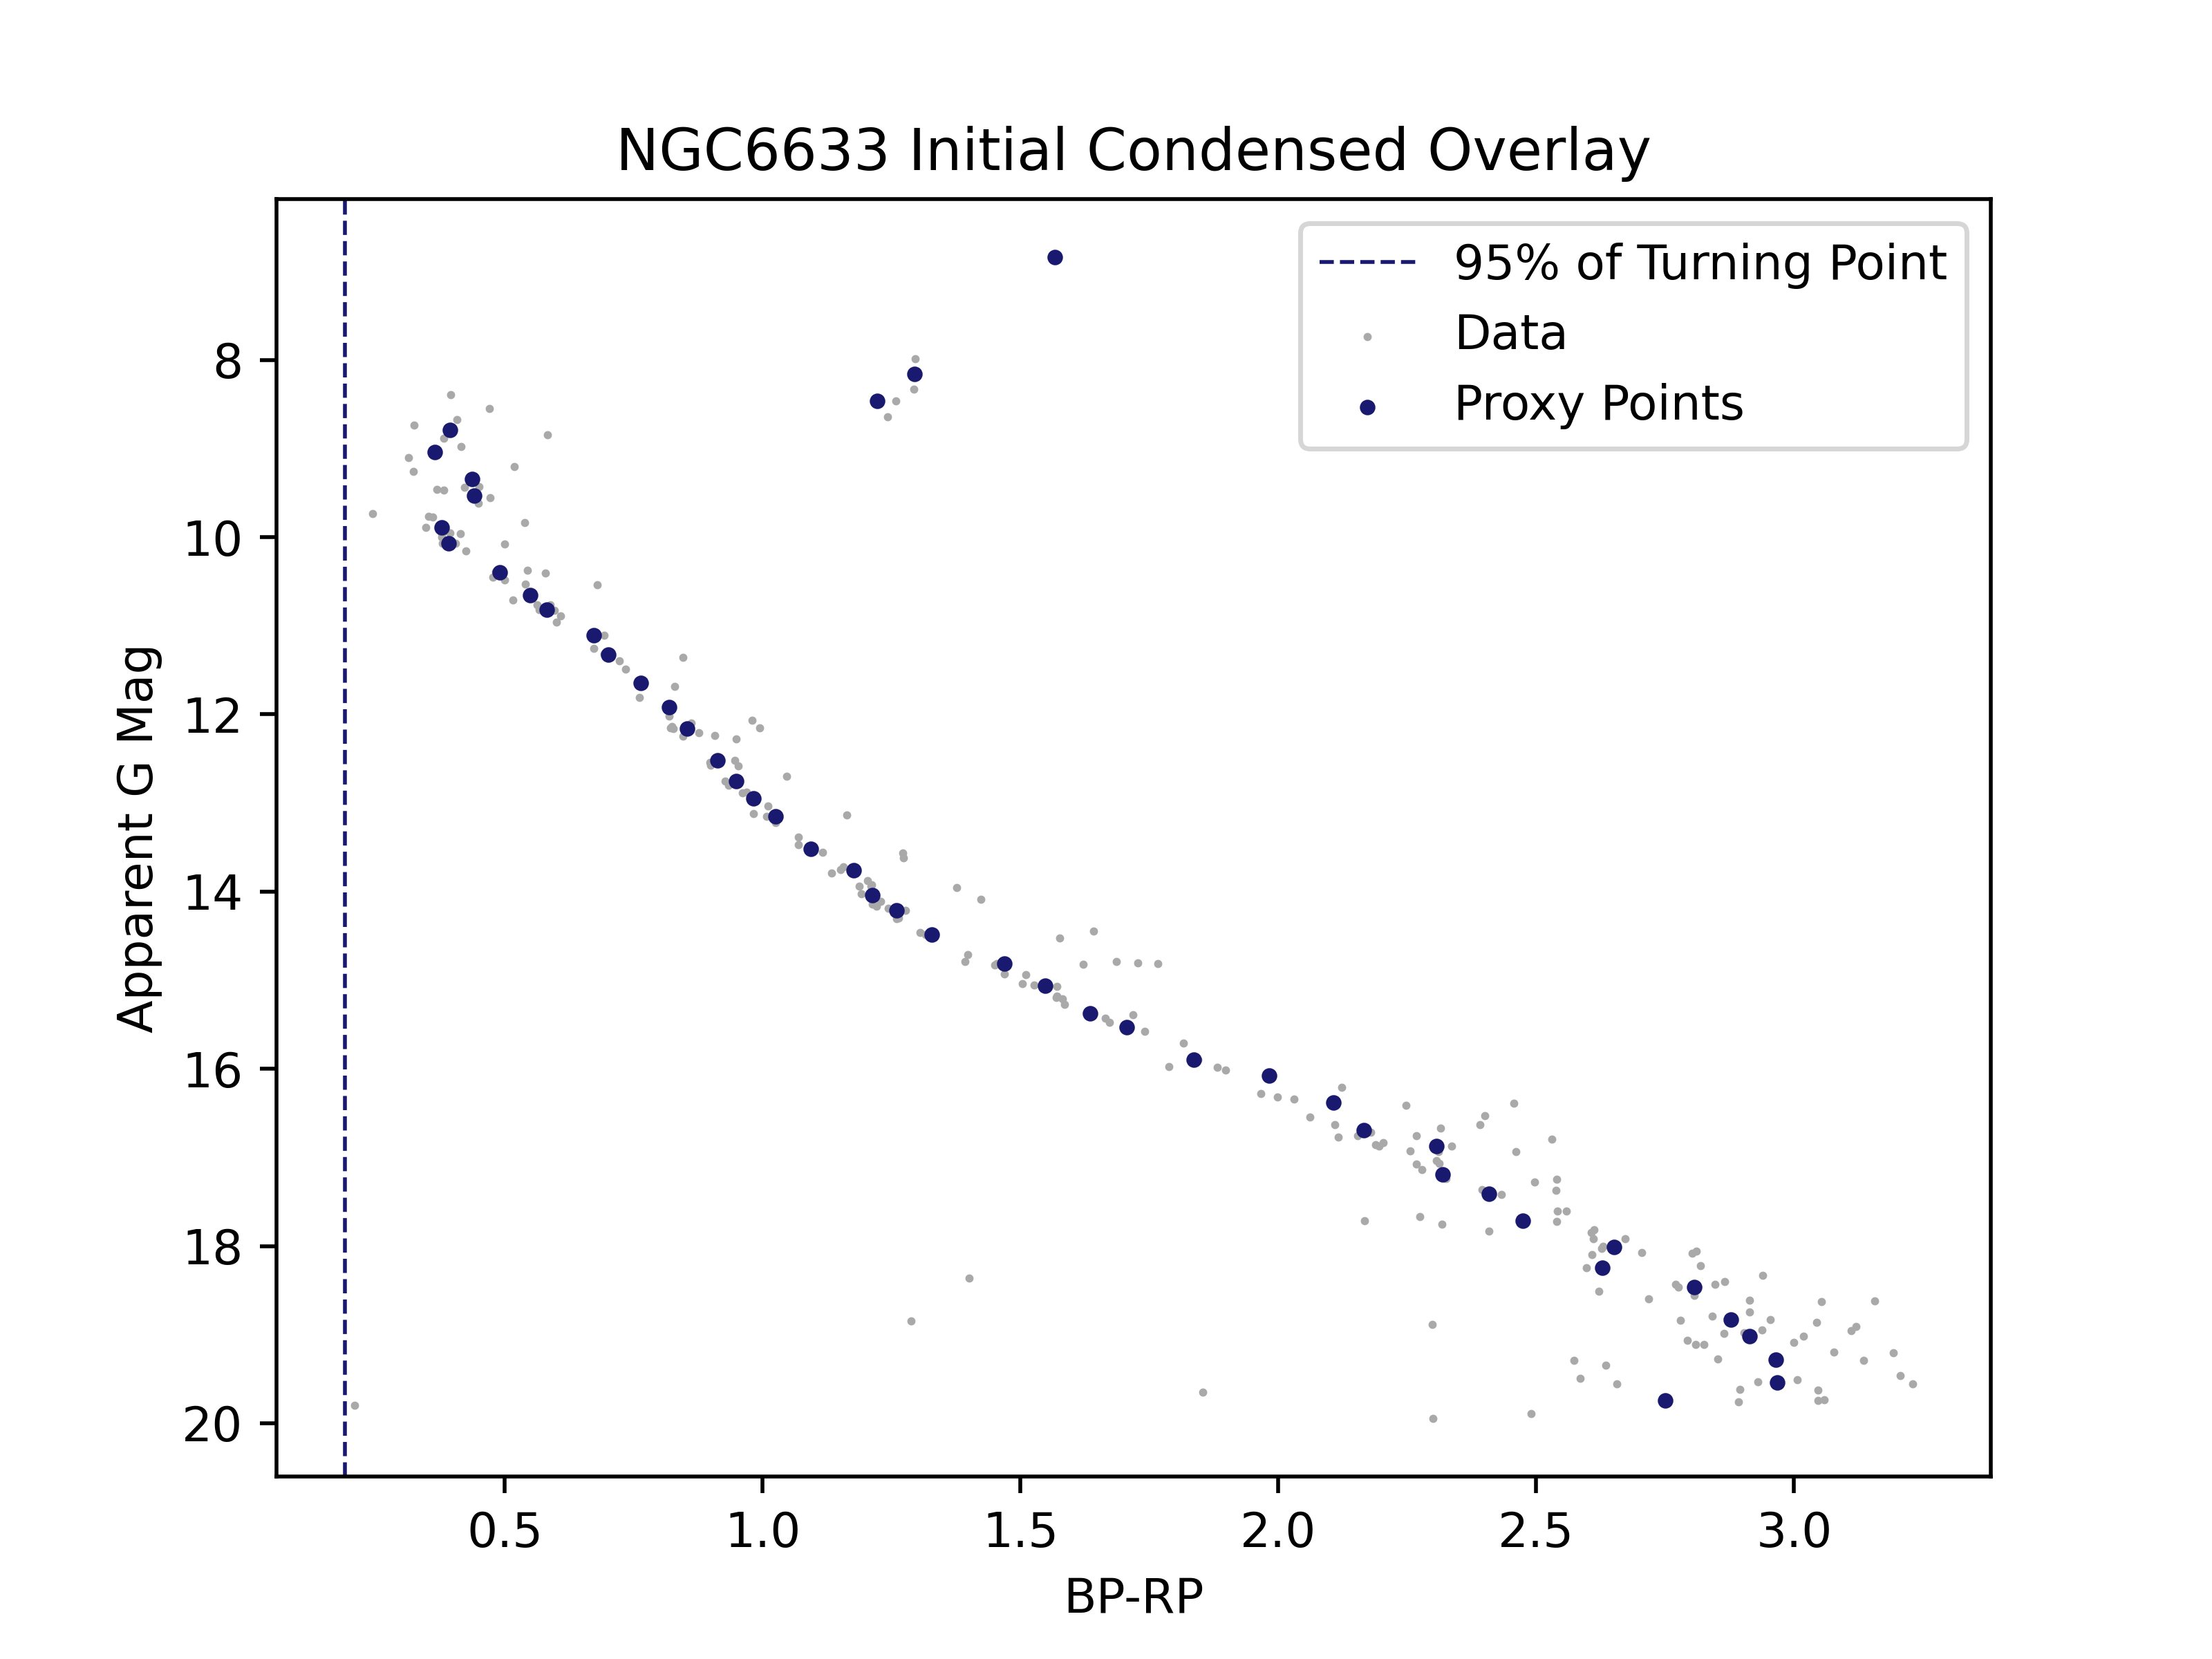 NGC6633 Initial Condensed Overlay
95% of Turning Point
Data
Proxy Points
8
10
12
14
16
18
20
Apparent G Mag
0.5 1.0 1.5 2.0 2.5 3.0
BP-RP